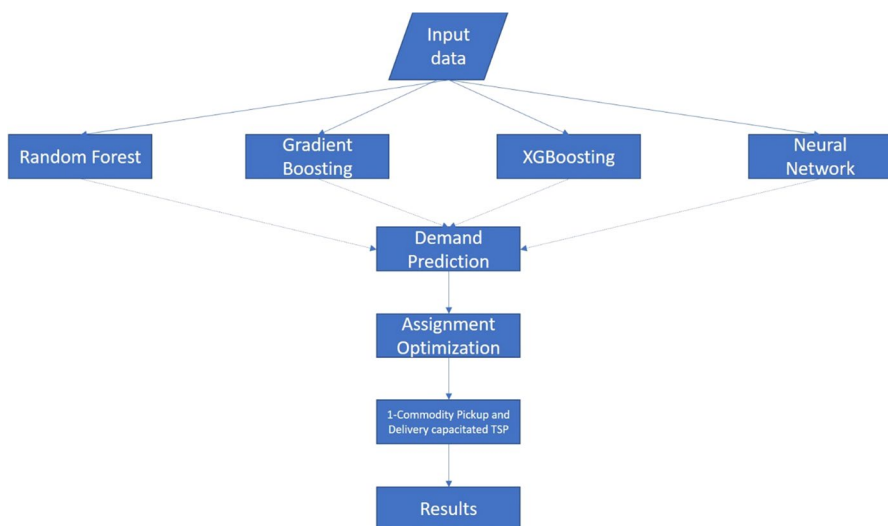 Input
data
Random Forest
Gradient
Boosting
XGBoosting
Neural
Network
Demand
Prediction
Assignment
Optimization
1-Commodity Pickup and
Delivery capacitated TSP
Results